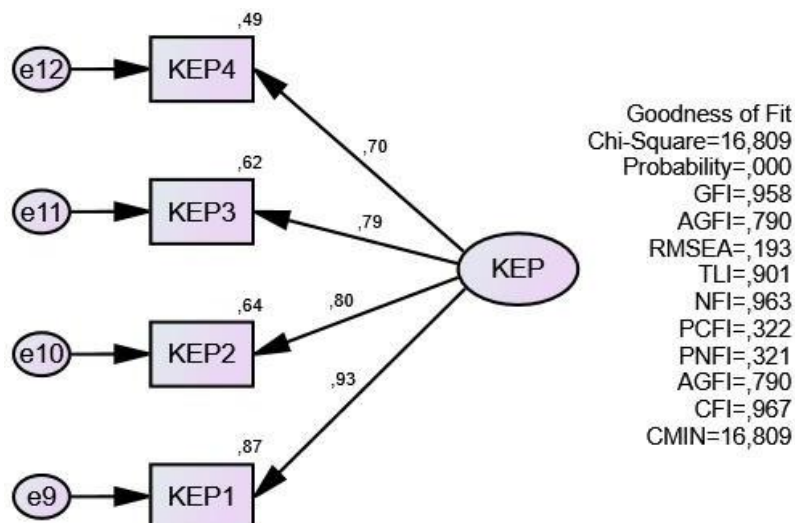 ,49
e12
KEP4
,70
,62
e11
KEP3
,79
KEP
,64
e10
KEP2
,80
,93
,87
e9
KEP1
Goodness of Fit
Chi-Square=16,809
Probability=,000
GFI=,958
AGFI=,790
RMSEA=,193
TLI=,901
NFI=,963
PCFI=,322
PNFI=,321
AGFI=,790
CFI=,967
CMIN=16,809